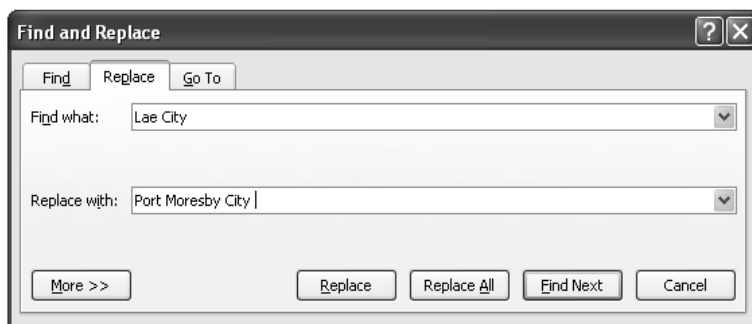 Find and Replace
Find Replace Go To
Find what: Lae City
Replace with: Port Moresby City
More >> Replace Replace All Find Next Cancel